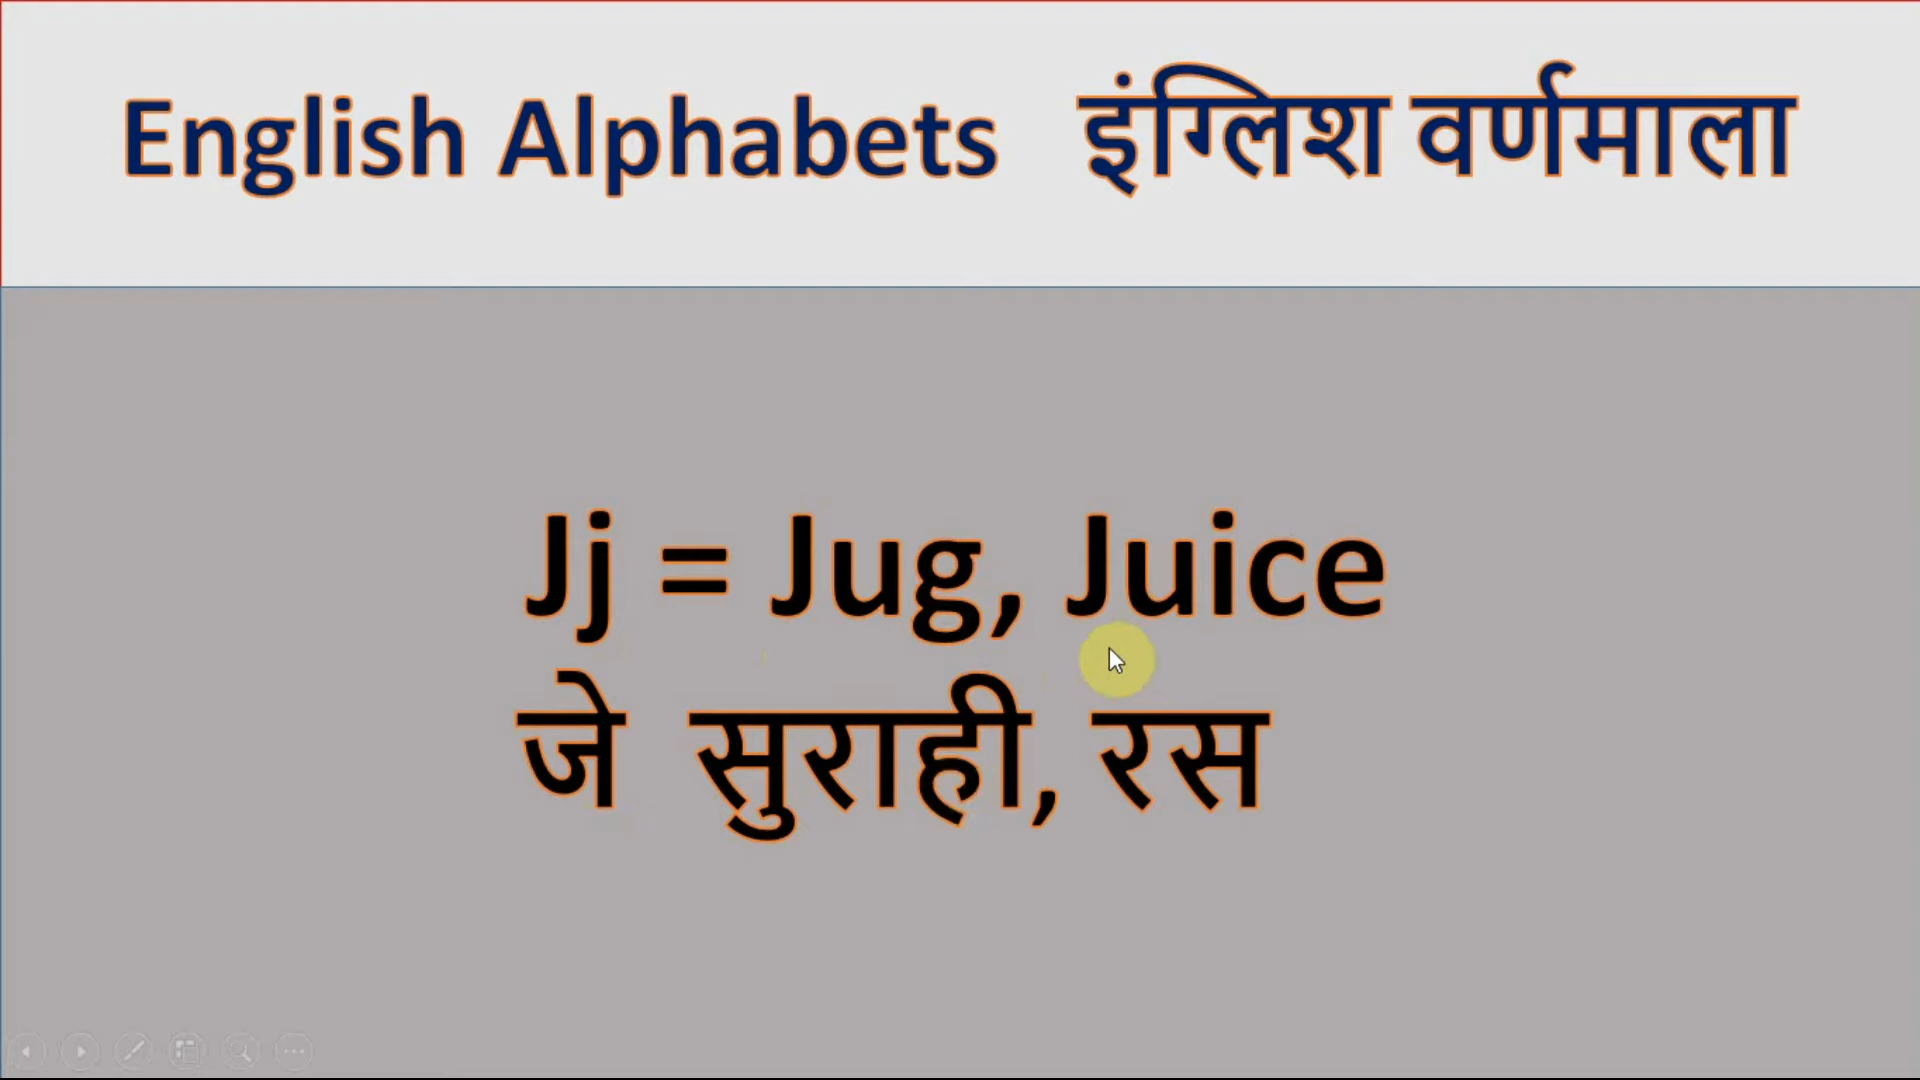 English Alphabets इंग्लिश वर्णमाला
Jj = Jug, Juice
जे सुराही, रस